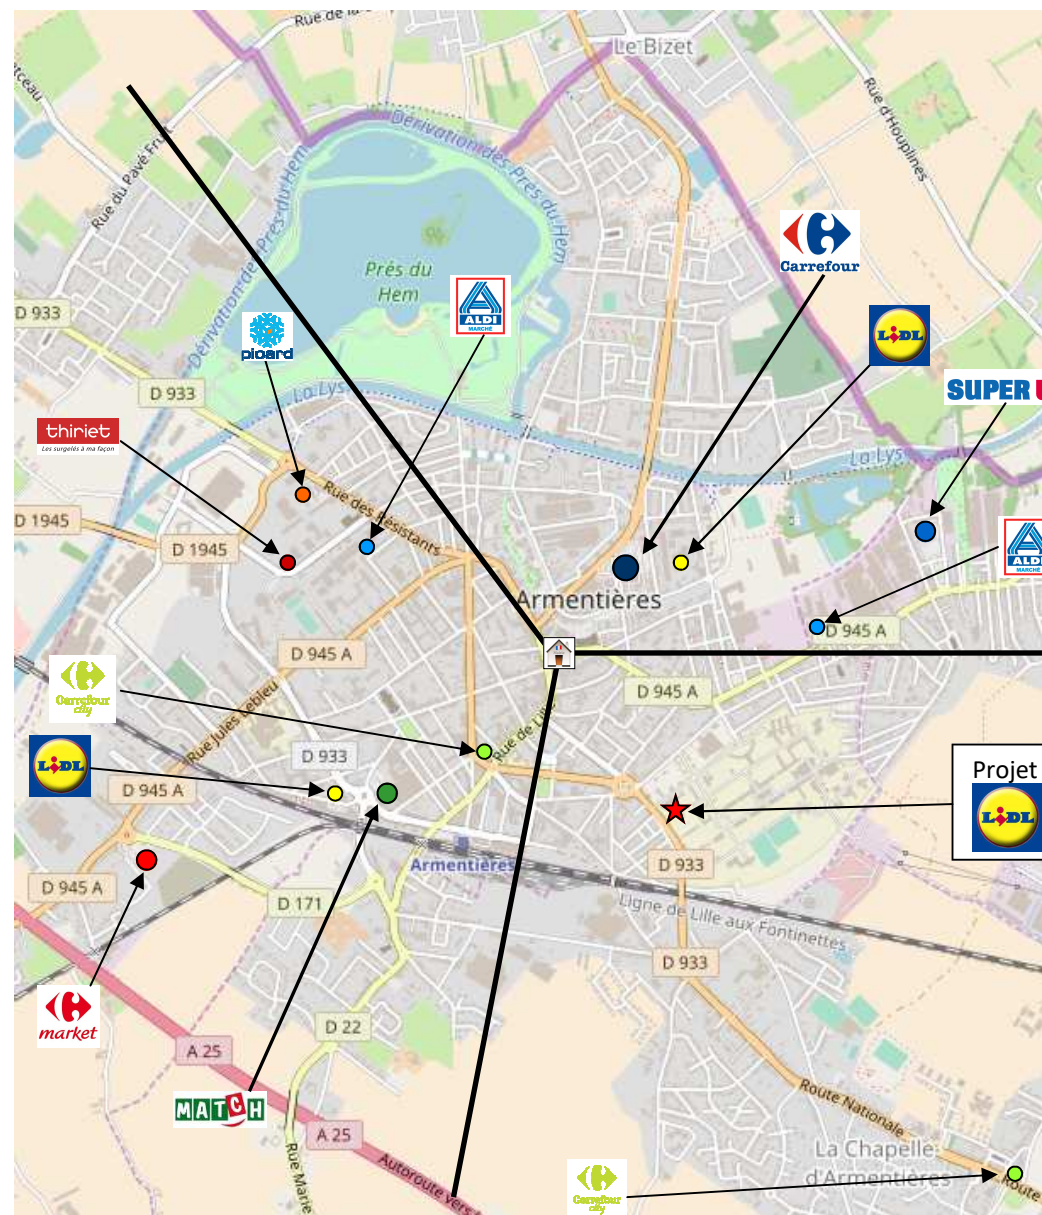 Le Bizet
Rue d'Houplines
Rue du Pavé Fruit
Dérivation des Prés du Hem
Dérivation des Prés du Hem
Carrefour
Prés du
Hem
D 933
picard
ALDI
MARCHÉ
LIDL
SUPER U
D 933
La Lys
thiriet
Les surgelés à ma façon
La Lys
Rue des Résistants
D 1945
D 1945
ALDI
MARCHÉ
Armentières
D 945 A
D 945 A
Carrefour
city
D 945 A
Rue Jules Lebleu
Rue de Lille
D 933
LIDL
D 945 A
Projet
LIDL
Armentières
D 933
D 945 A
D 171
Ligne de Lille aux Fontinettes
D 933
market
D 22
A 25
MATCH
A 25
Route Nationale
La Chapelle-
d'Armentières
Rue Marie
Autoroute vers
Carrefour
city
Route